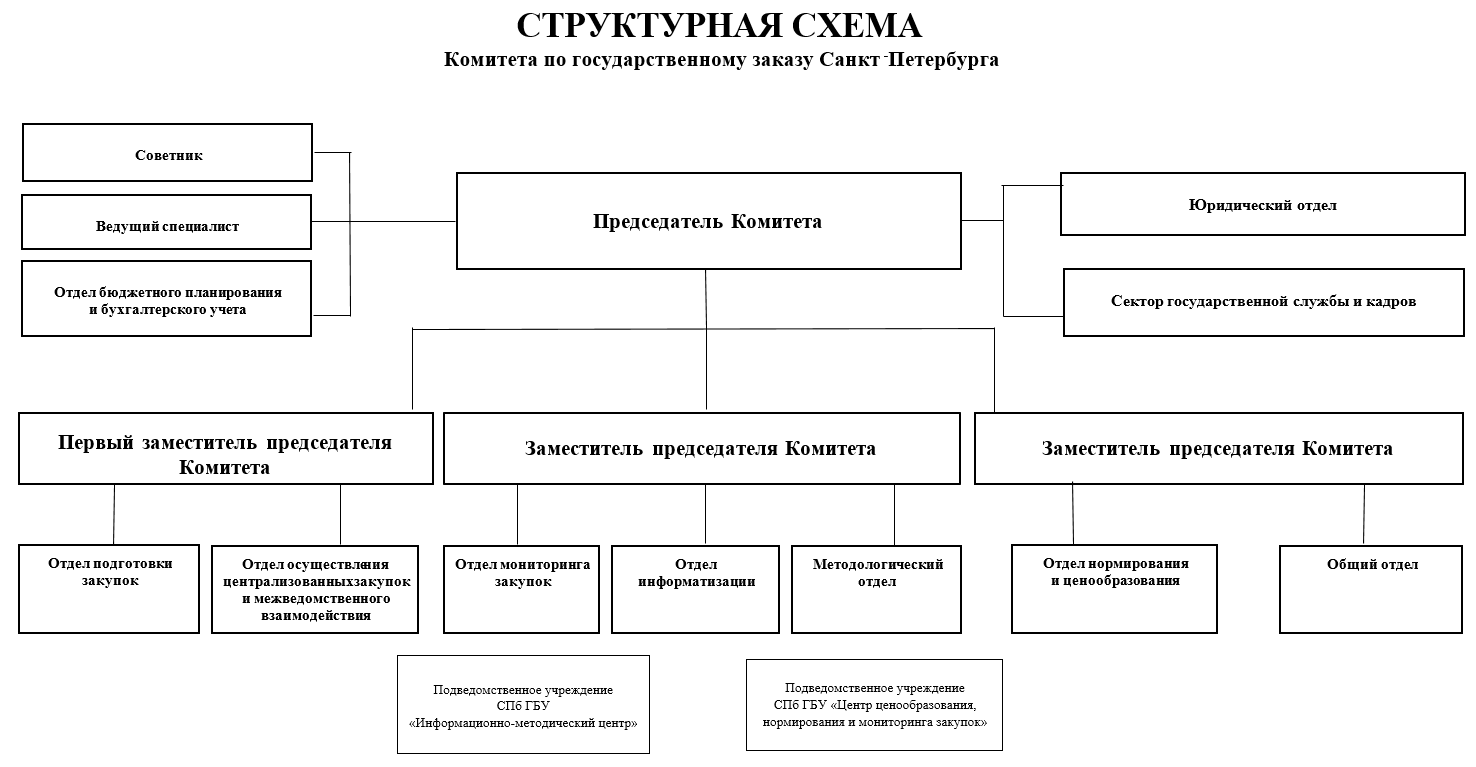 СТРУКТУРНАЯ СХЕМА
Комитета по государственному заказу Санкт-Петербурга
Советник
Ведущий специалист
Отдел бюджетного планирования
и бухгалтерского учета
Председатель Комитета
Юридический отдел
Сектор государственной службы и кадров
Первый заместитель председателя
Комитета
Заместитель председателя Комитета
Заместитель председателя Комитета
Отдел подготовки
закупок
Отдел осуществления
централизованныхзакупок
и межведомственного
взаимодействия
Отдел мониторинга
закупок
Отдел
информатизации
Методологический
отдел
Отдел нормирования
и ценообразования
Общий отдел
Подведомственное учреждение
СПб ГБУ
«Информационно-методический центр»
Подведомственное учреждение
СПб ГБУ «Центр ценообразования,
нормирования и мониторинга закупок»